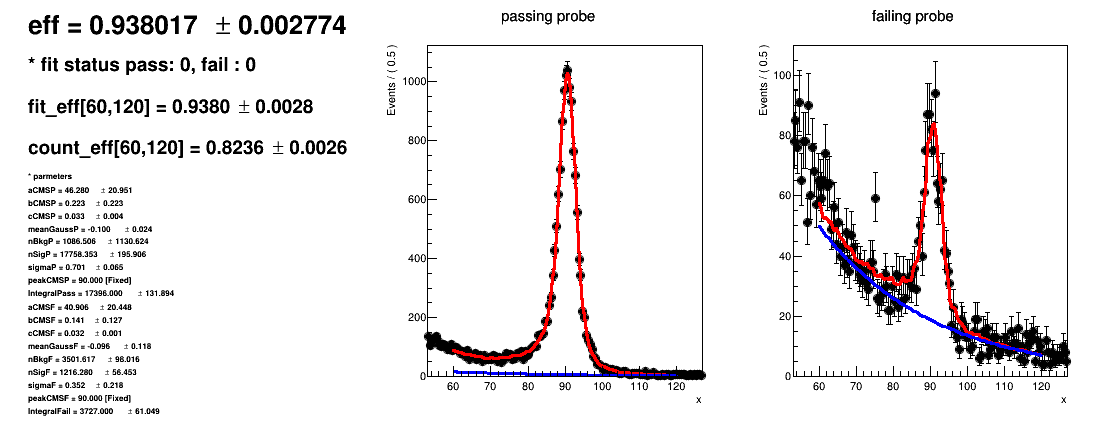 eff = 0.938017 ± 0.002774
* fit status pass: 0, fail : 0
fit_eff[60,120] = 0.9380 ± 0.0028
count_eff[60,120] = 0.8236 ± 0.0026
* parmeters
aCMSP = 46.280 ± 20.951
bCMSP = 0.223 ± 0.223
cCMSP = 0.033 ± 0.004
meanGaussP = -0.100 ± 0.024
nBkgP = 1086.506 ± 1130.624
nSigP = 17758.353 ± 195.906
sigmaP = 0.701 ± 0.065
peakCMSP = 90.000 [Fixed]
IntegralPass = 17396.000 ± 131.894
aCMSF = 40.906 ± 20.448
bCMSF = 0.141 ± 0.127
cCMSF = 0.032 ± 0.001
meanGaussF = -0.096 ± 0.118
nBkgF = 3501.617 ± 98.016
nSigF = 1216.280 ± 56.453
sigmaF = 0.352 ± 0.218
peakCMSF = 90.000 [Fixed]
IntegralFail = 3727.000 ± 61.049
passing probe
Events / ( 0.5 )
1000
800
600
400
200
0
60 70 80 90 100 110 120
x
failing probe
Events / ( 0.5 )
100
80
60
40
20
0
60 70 80 90 100 110 120
x